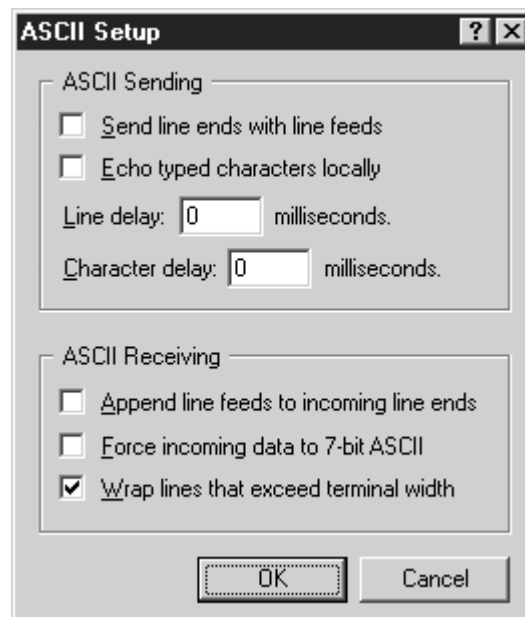 ASCII Setup
ASCII Sending
Send line ends with line feeds
Echo typed characters locally
Line delay: 0 milliseconds.
Character delay: 0 milliseconds.
ASCII Receiving
Append line feeds to incoming line ends
Force incoming data to 7-bit ASCII
Wrap lines that exceed terminal width
OK Cancel